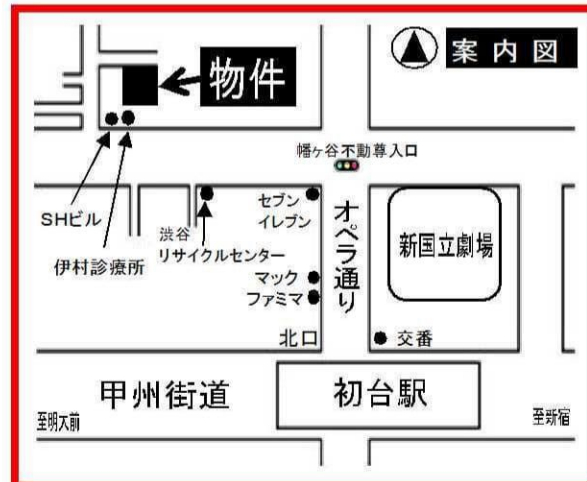 案内図
物件
幡ヶ谷不動尊入口
SHビル
伊村診療所
渋谷
リサイクルセンター
セブン
イレブン
オペラ通り
新国立劇場
マック
ファミマ
北口
交番
甲州街道
初台駅
至明大前
至新宿